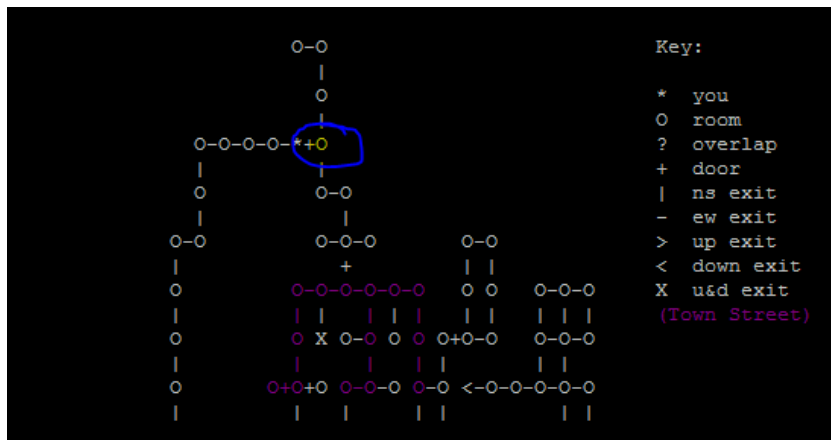 O-O Key:
|
O * you
| O room
O-O-O-O-*+O ? overlap
| | + door
O O-O | ns exit
| | - ew exit
O-O O-O-O O-O > up exit
| + | | < down exit
O O-O-O-O-O-O O O O-O-O X u&d exit
| | | | | | | | | | | (Town Street)
O O X O-O O O O+O-O O-O-O
| | | | | | |
O O+O+O O-O-O O-O <-O-O-O-O-O
| | | | | | |